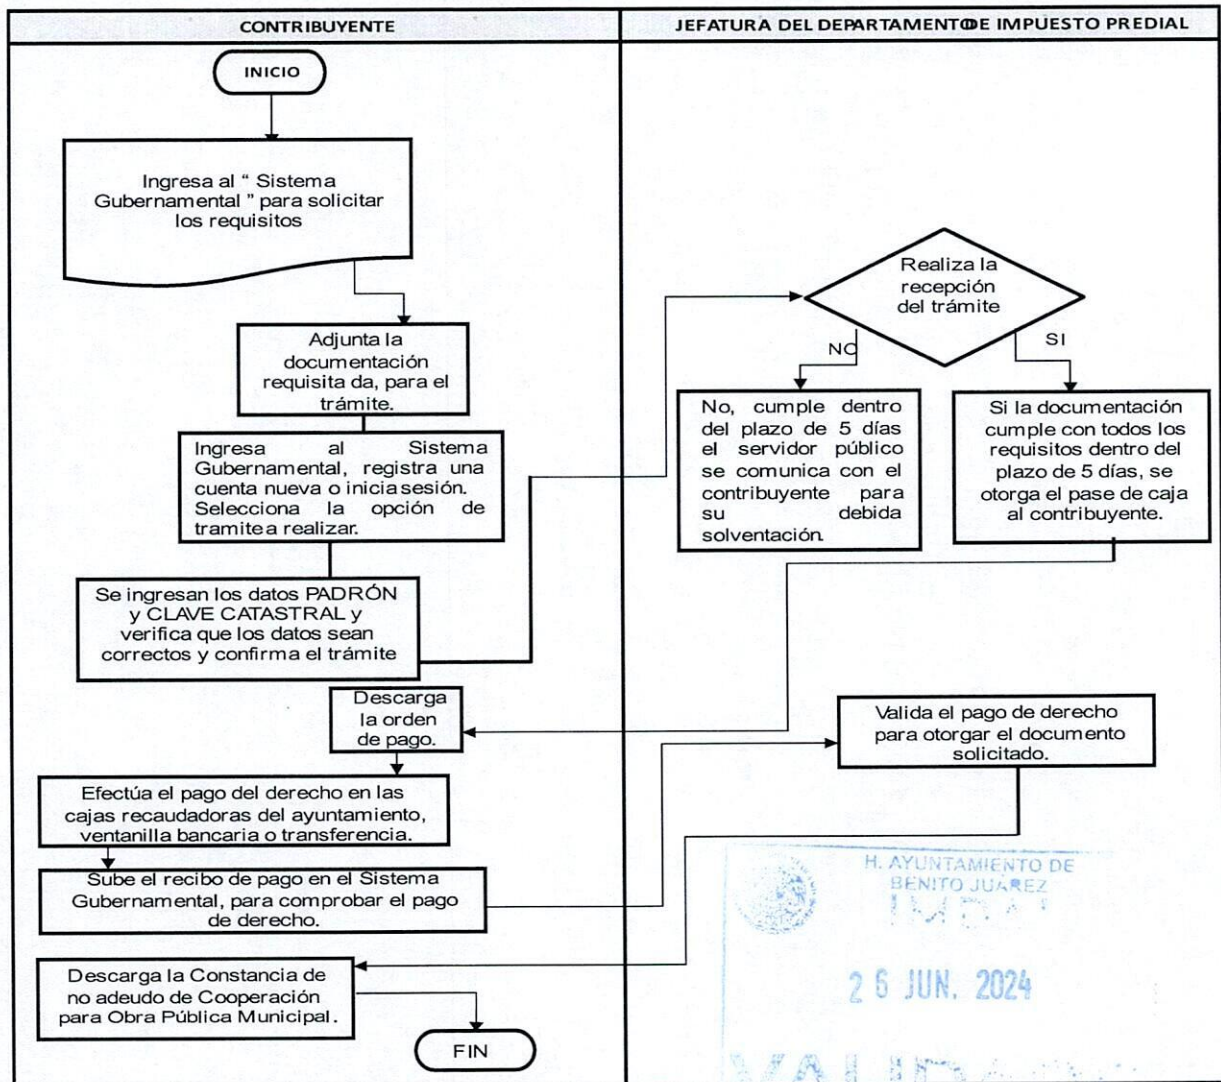 CONTRIBUYENTE
JEFATURA DEL DEPARTAMENTO DE IMPUESTO PREDIAL
INICIO
Ingresa al “ Sistema
Gubernamental ” para solicitar
los requisitos
Adjunta la
documentación
requisita da, para el
trámite.
Ingresa al Sistema
Gubernamental, registra una
cuenta nueva o inicia sesión.
Selecciona la opción de
tramite a realizar.
Se ingresan los datos PADRÓN
y CLAVE CATASTRAL y
verifica que los datos sean
correctos y confirma el trámite
Realiza la
recepción
del trámite
NO
SI
No, cumple dentro
del plazo de 5 días
el servidor público
se comunica con el
contribuyente para
su debida
solventación.
Si la documentación
cumple con todos los
requisitos dentro del
plazo de 5 días, se
otorga el pase de caja
al contribuyente.
Descarga
la orden
de pago.
Efectúa el pago del derecho en las
cajas recaudadoras del ayuntamiento,
ventanilla bancaria o transferencia.
Sube el recibo de pago en el Sistema
Gubernamental, para comprobar el pago
de derecho.
Valida el pago de derecho
para otorgar el documento
solicitado.
Descarga la Constancia de
no adeudo de Cooperación
para Obra Pública Municipal.
FIN
H. AYUNTAMIENTO DE
BENITO JUÁREZ
26 JUN. 2024